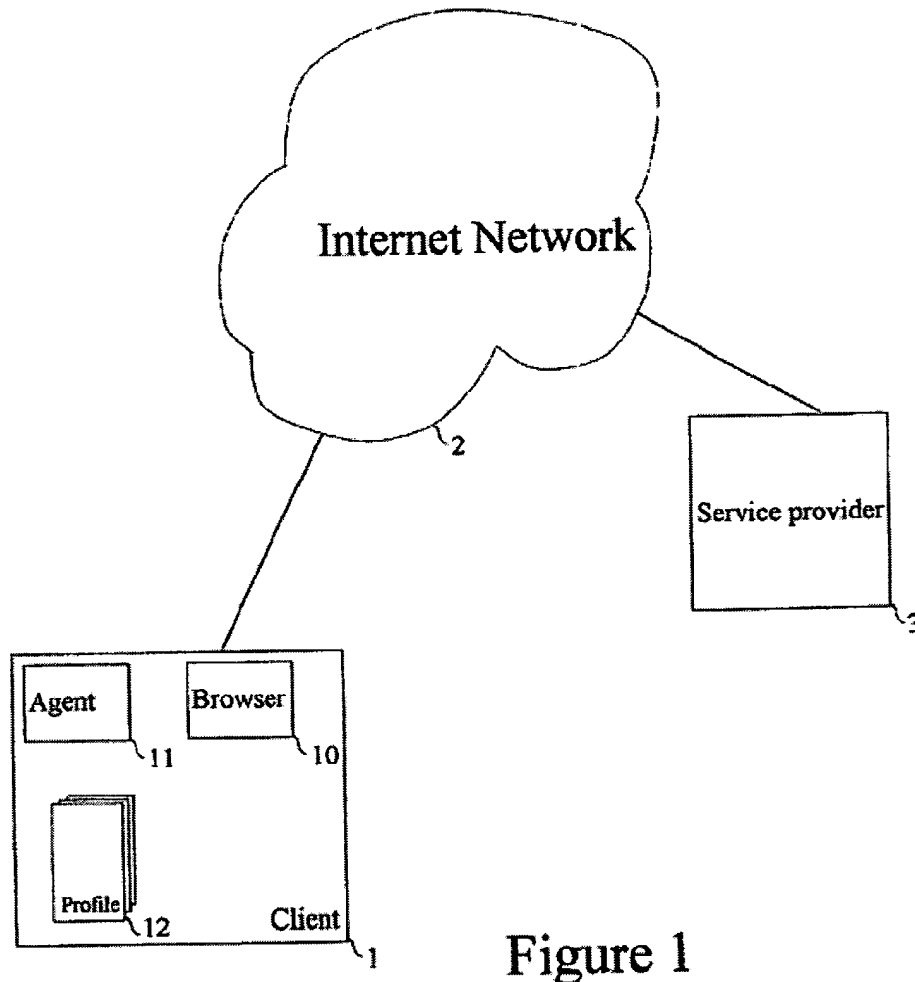 Internet Network
2
Service provider
3
Agent
11
Browser
10
Profile
12
Client
1
Figure 1